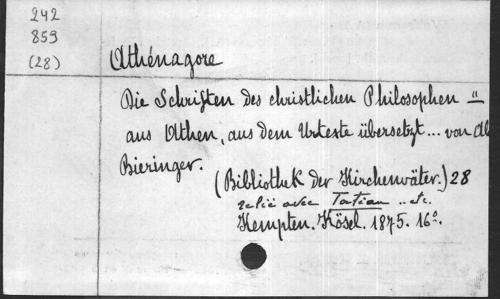 242
859
(28)
Athénagore
Die Schriften des christlichen Philosophen "
aus Athen, aus dem Urtexte übersetzt... von Al
Bieringer.
(Bibliothek der Kirchenväter.) 28
relié avec Tatian .. etc.
Kempten. Kösel. 1875. 16°.